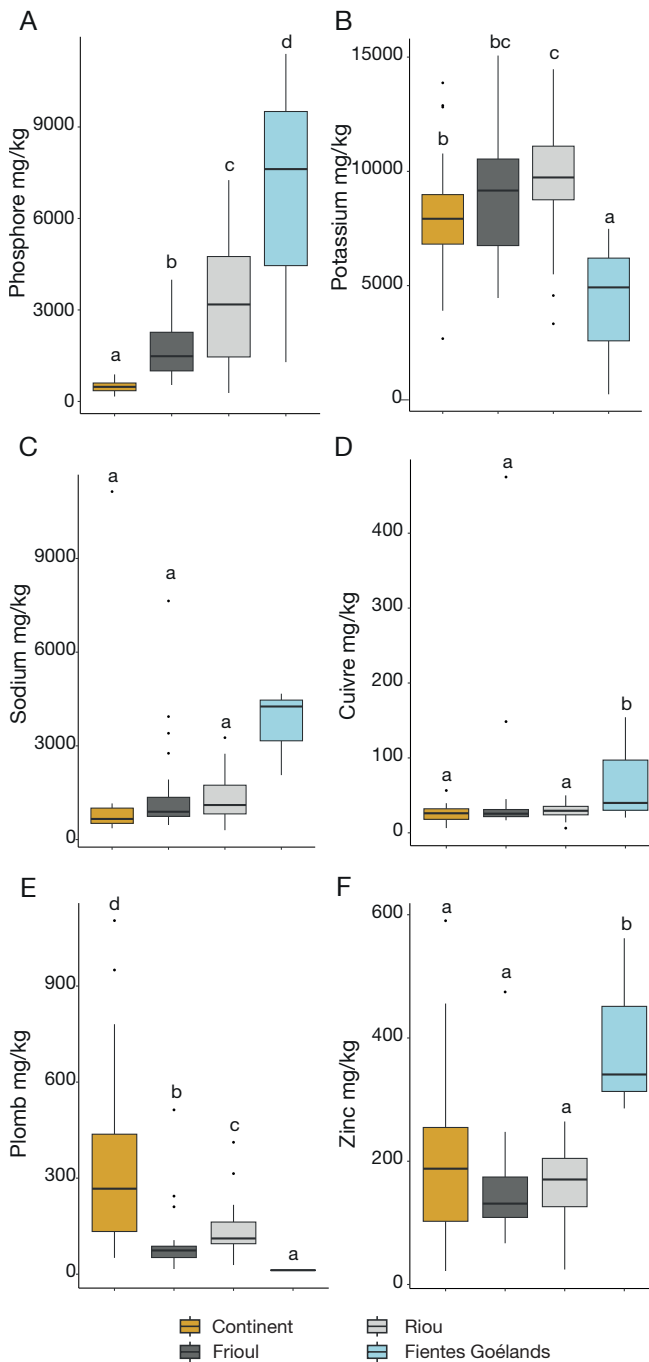 A
Phosphore mg/kg
9000
6000
3000
0
a
b
c
d
B
Potassium mg/kg
15000
10000
5000
0
b
bc
c
a
C
Sodium mg/kg
9000
6000
3000
0
a
a
a
D
Cuivre mg/kg
400
300
200
100
0
a
a
a
b
E
Plomb mg/kg
900
600
300
0
d
b
c
a
F
Zinc mg/kg
600
400
200
0
a
a
a
b
Continent
Frioul
Riou
Fientes Goélands